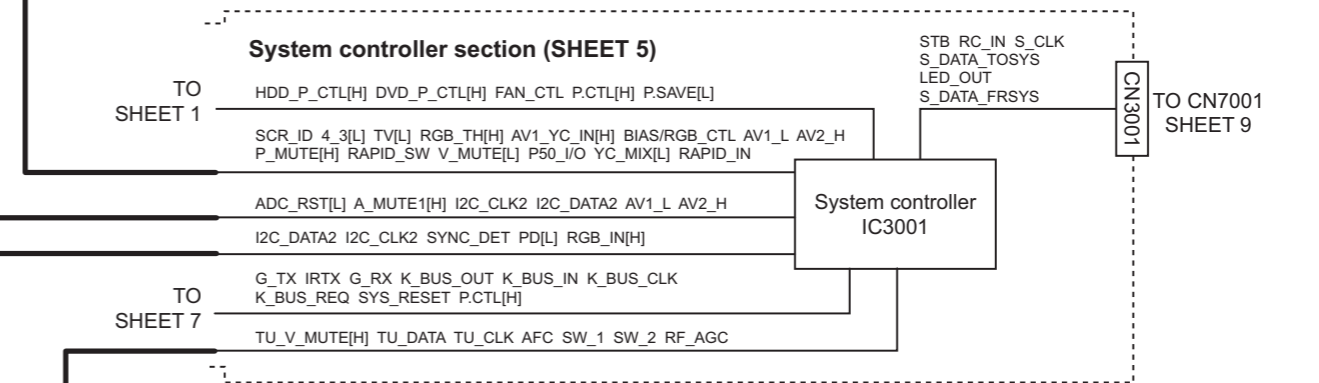 System controller section (SHEET 5)
STB RC_IN S_CLK
S_DATA_TOSYS
LED_OUT
S_DATA_FRSYS
TO
SHEET 1
HDD_P_CTL[H] DVD_P_CTL[H] FAN_CTL P.CTL[H] P.SAVE[L]
CN3001
TO CN7001
SHEET 9
SCR_ID 4_3[L] TV[L] RGB_TH[H] AV1_YC_IN[H] BIAS/RGB_CTL AV1_L AV2_H
P_MUTE[H] RAPID_SW V_MUTE[L] P50_I/O YC_MIX[L] RAPID_IN
ADC_RST[L] A_MUTE1[H] I2C_CLK2 I2C_DATA2 AV1_L AV2_H
System controller
IC3001
I2C_DATA2 I2C_CLK2 SYNC_DET PD[L] RGB_IN[H]
TO
SHEET 7
G_TX IRTX G_RX K_BUS_OUT K_BUS_IN K_BUS_CLK
K_BUS_REQ SYS_RESET P.CTL[H]
TU_V_MUTE[H] TU_DATA TU_CLK AFC SW_1 SW_2 RF_AGC